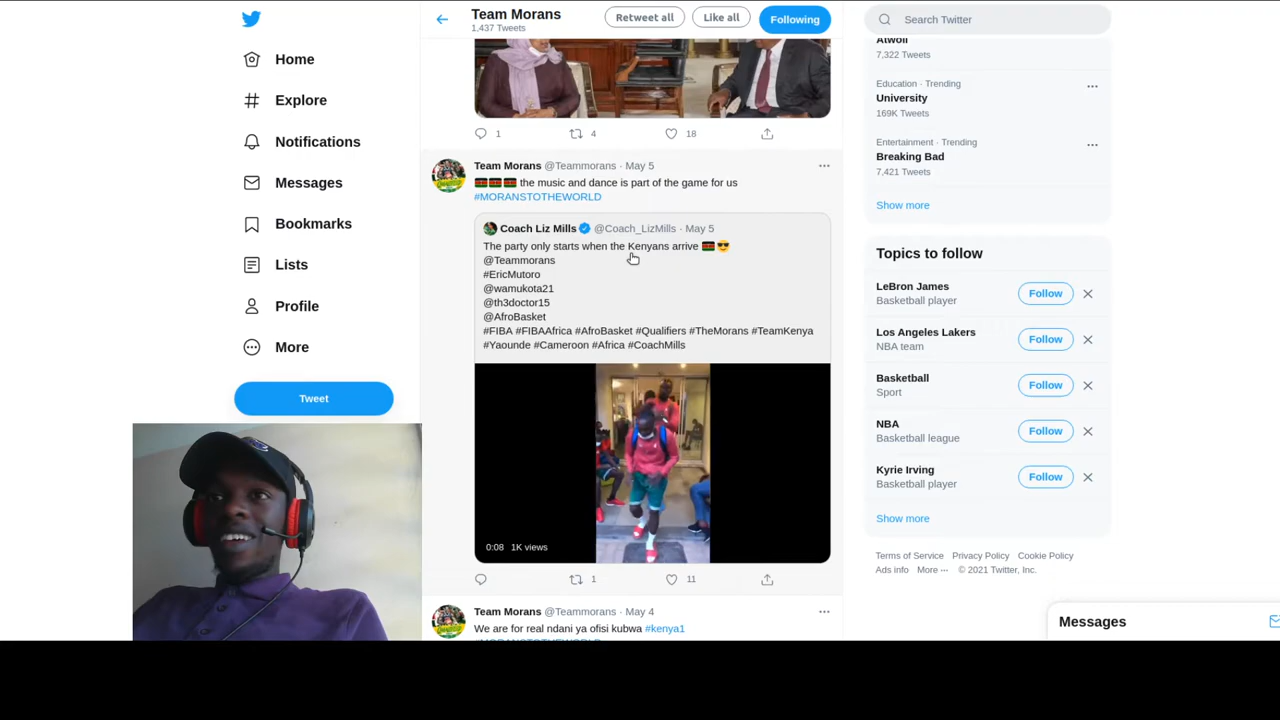 Home
Explore
Notifications
Messages
Bookmarks
Lists
Profile
More
Tweet
Team Morans
1,437 Tweets
Retweet all
Like all
Following
1 4 18
Team Morans @Teammorans · May 5
the music and dance is part of the game for us
#MORANSTOTHEWORLD
Coach Liz Mills @Coach_LizMills · May 5
The party only starts when the Kenyans arrive 🇰🇪😎
@Teammorans
#EricMutoro
@wamukota21
@th3doctor15
@AfroBasket
#FIBA #FIBAAfrica #AfroBasket #Qualifiers #TheMorans #TeamKenya
#Yaounde #Cameroon #Africa #CoachMills
0:08 1K views
1 11
Team Morans @Teammorans · May 4
We are for real ndani ya ofisi kubwa #kenya1
#MORANSTOTHEWORLD
Search Twitter
Atwoli
7,322 Tweets
Education · Trending
University
169K Tweets
Entertainment · Trending
Breaking Bad
7,421 Tweets
Show more
Topics to follow
LeBron James
Basketball player
Follow
Los Angeles Lakers
NBA team
Follow
Basketball
Sport
Follow
NBA
Basketball league
Follow
Kyrie Irving
Basketball player
Follow
Show more
Terms of Service Privacy Policy Cookie Policy
Ads info More ··· © 2021 Twitter, Inc.
Messages